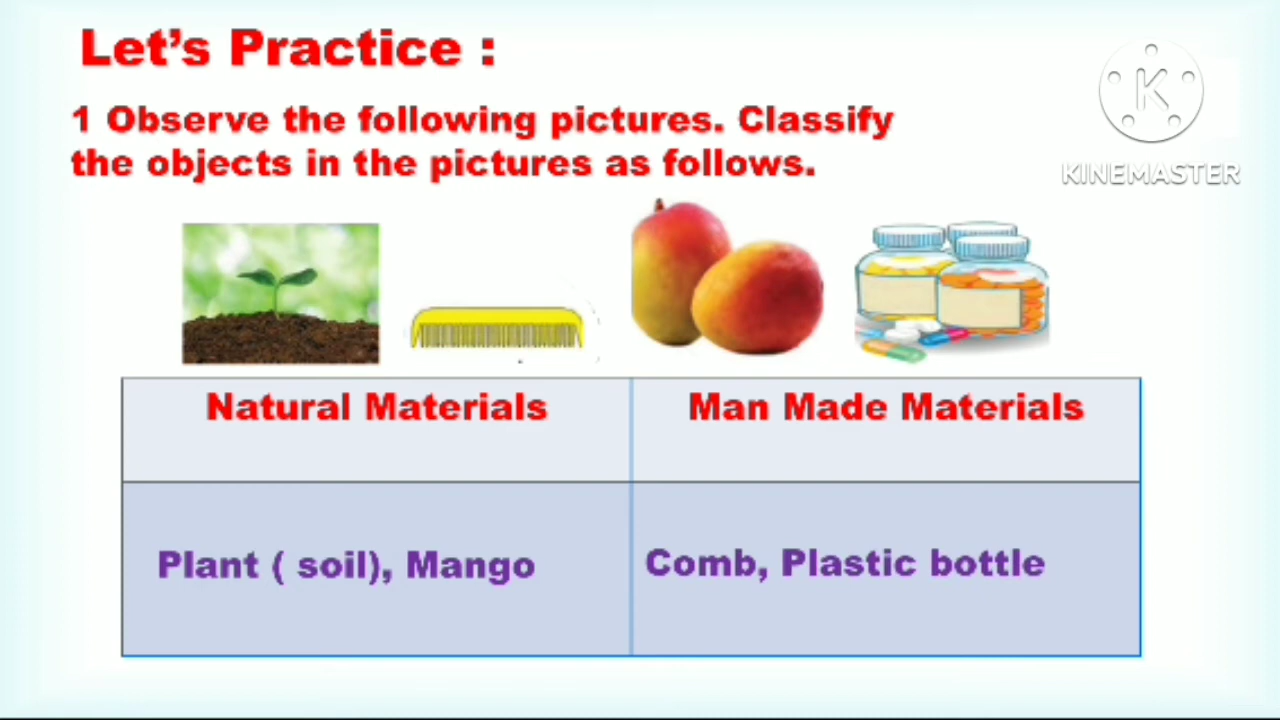 Let's Practice :
1 Observe the following pictures. Classify
the objects in the pictures as follows.
KINEMASTER
Natural Materials
Man Made Materials
Plant ( soil), Mango
Comb, Plastic bottle